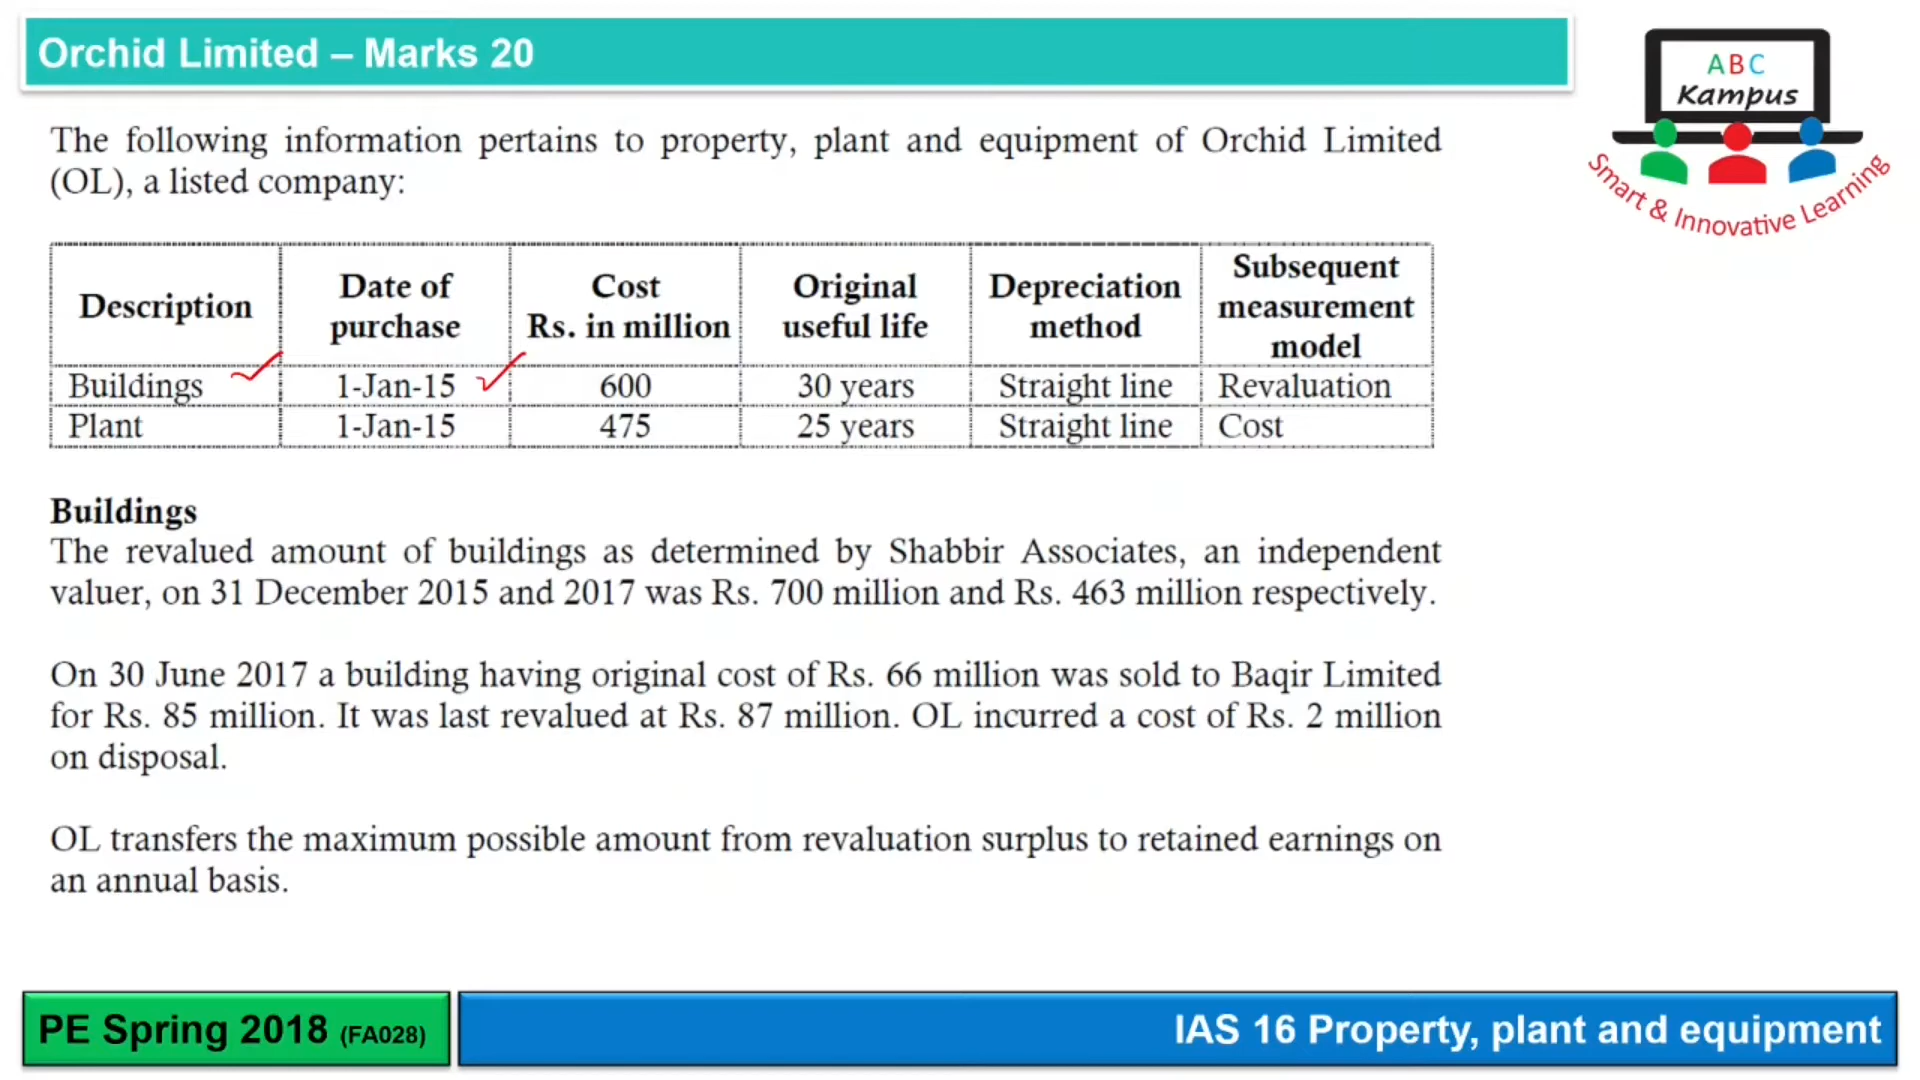 Orchid Limited – Marks 20
ABC
Kampus
Smart & Innovative Learning
The following information pertains to property, plant and equipment of Orchid Limited
(OL), a listed company:
Description | Date of purchase | Cost Rs. in million | Original useful life | Depreciation method | Subsequent measurement model
Buildings | 1-Jan-15 | 600 | 30 years | Straight line | Revaluation
Plant | 1-Jan-15 | 475 | 25 years | Straight line | Cost
Buildings
The revalued amount of buildings as determined by Shabbir Associates, an independent
valuer, on 31 December 2015 and 2017 was Rs. 700 million and Rs. 463 million respectively.
On 30 June 2017 a building having original cost of Rs. 66 million was sold to Baqir Limited
for Rs. 85 million. It was last revalued at Rs. 87 million. OL incurred a cost of Rs. 2 million
on disposal.
OL transfers the maximum possible amount from revaluation surplus to retained earnings on
an annual basis.
PE Spring 2018 (FA028)
IAS 16 Property, plant and equipment